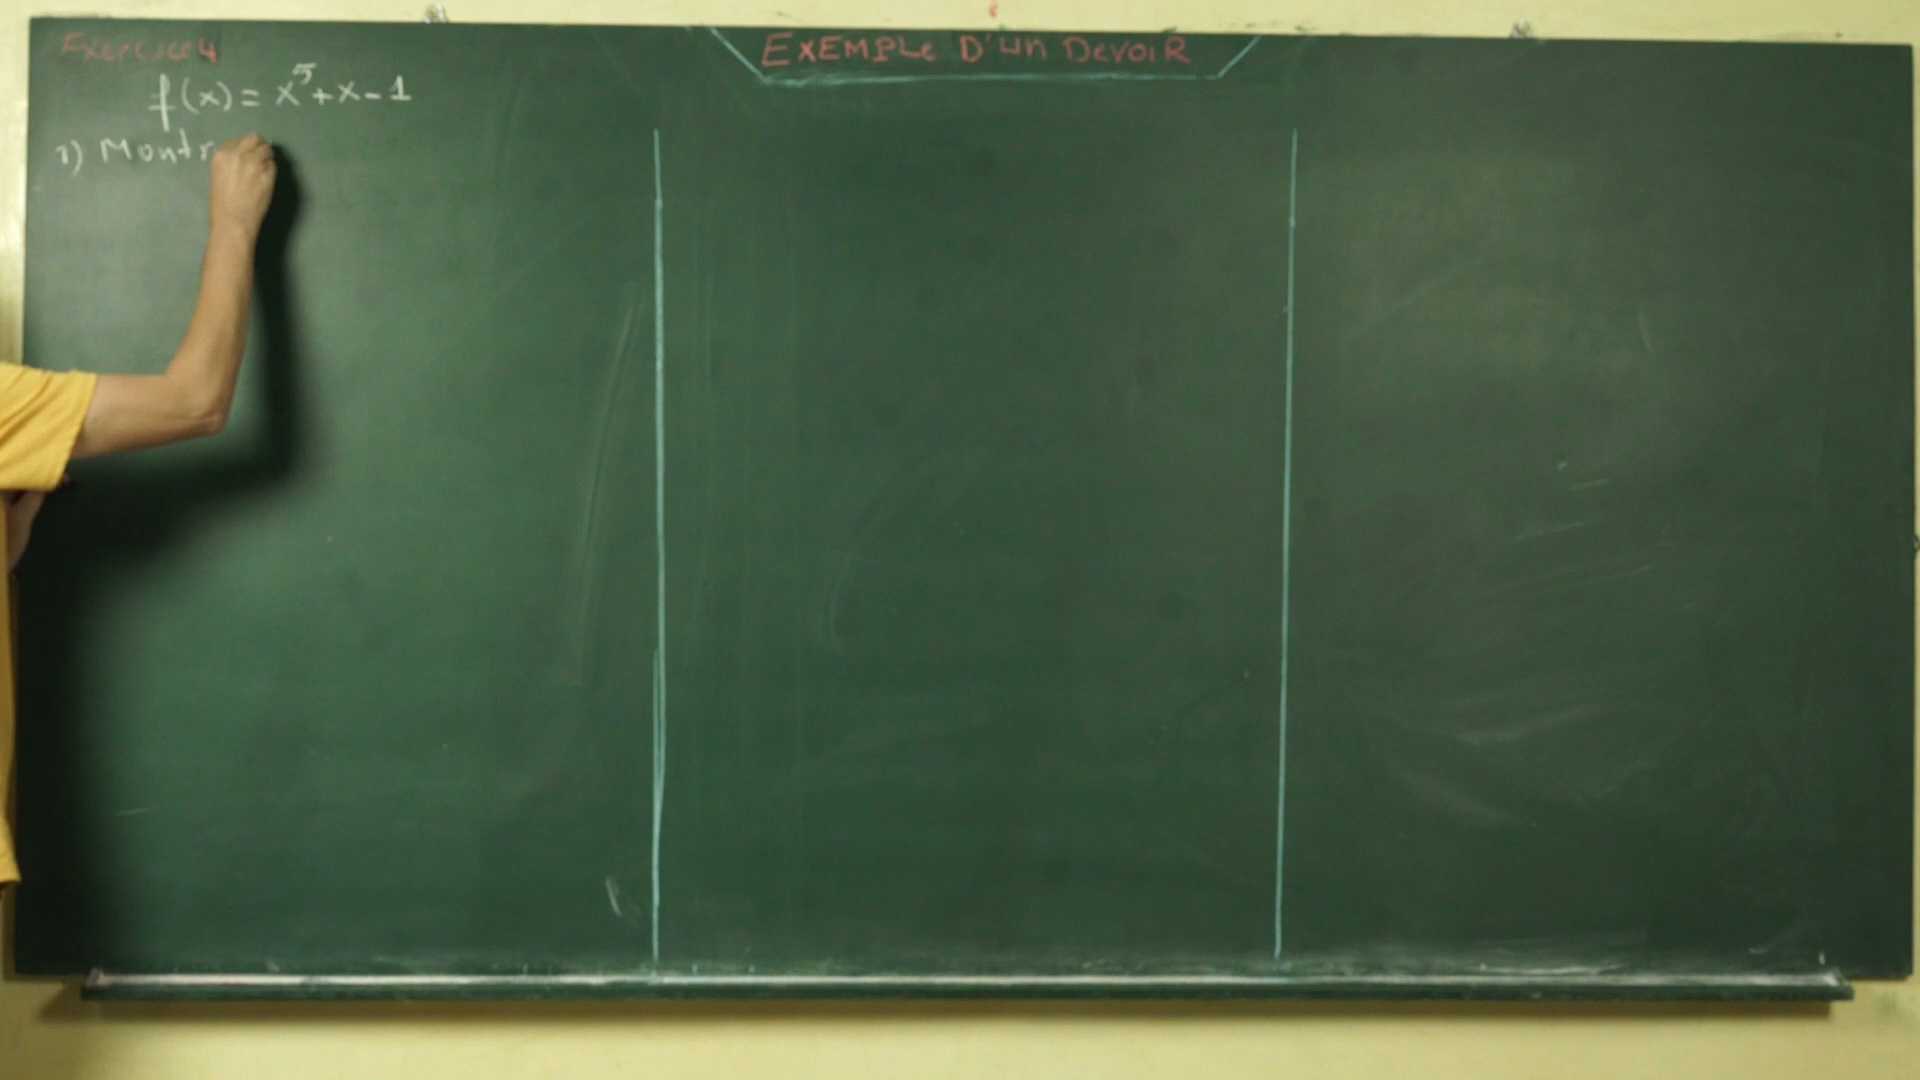 EXEMPLE D'UN DEVOIR
Exercice 4
f(x) = x⁵+x-1
1) Montr